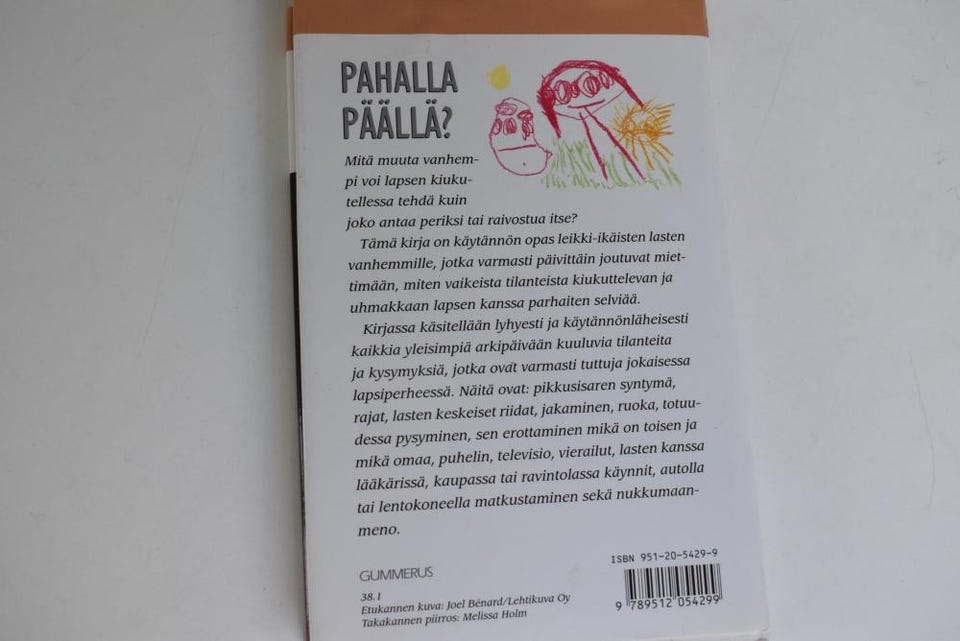 PAHALLA
PÄÄLLÄ?
Mitä muuta vanhem-
pi voi lapsen kiuku-
tellessa tehdä kuin
joko antaa periksi tai raivostua itse?
Tämä kirja on käytännön opas leikki-ikäisten lasten
vanhemmille, jotka varmasti päivittäin joutuvat miet-
timään, miten vaikeista tilanteista kiukuttelevan ja
uhmakkaan lapsen kanssa parhaiten selviää.
Kirjassa käsitellään lyhyesti ja käytännönläheisesti
kaikkia yleisimpiä arkipäivään kuuluvia tilanteita
ja kysymyksiä, jotka ovat varmasti tuttuja jokaisessa
lapsiperheessä. Näitä ovat: pikkusisaren syntymä,
rajat, lasten keskeiset riidat, jakaminen, ruoka, totuu-
dessa pysyminen, sen erottaminen mikä on toisen ja
mikä omaa, puhelin, televisio, vierailut, lasten kanssa
lääkärissä, kaupassa tai ravintolassa käynnit, autolla
tai lentokoneella matkustaminen sekä nukkumaan-
meno.
ISBN 951-20-5429-9
GUMMERUS
38.1
Etukannen kuva: Joel Bénard/Lehtikuva Oy
Takakannen piirros: Melissa Holm
9 789512 054299